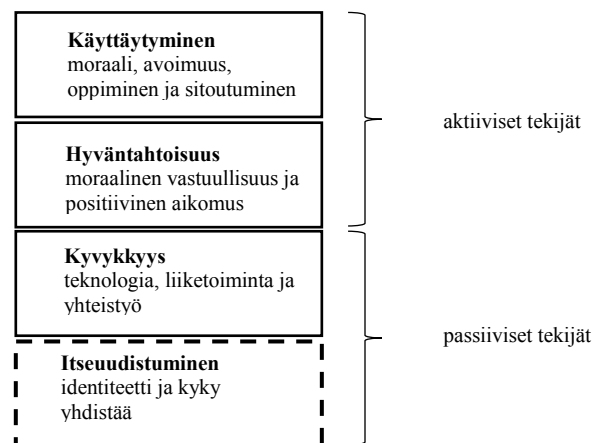 Käyttäytyminen
moraali, avoimuus,
oppiminen ja sitoutuminen
aktiiviset tekijät
Hyväntahtoisuus
moraalinen vastuullisuus ja
positiivinen aikomus
Kyvykkyys
teknologia, liiketoiminta ja
yhteistyö
passiiviset tekijät
Itseuudistuminen
identiteetti ja kyky
yhdistää